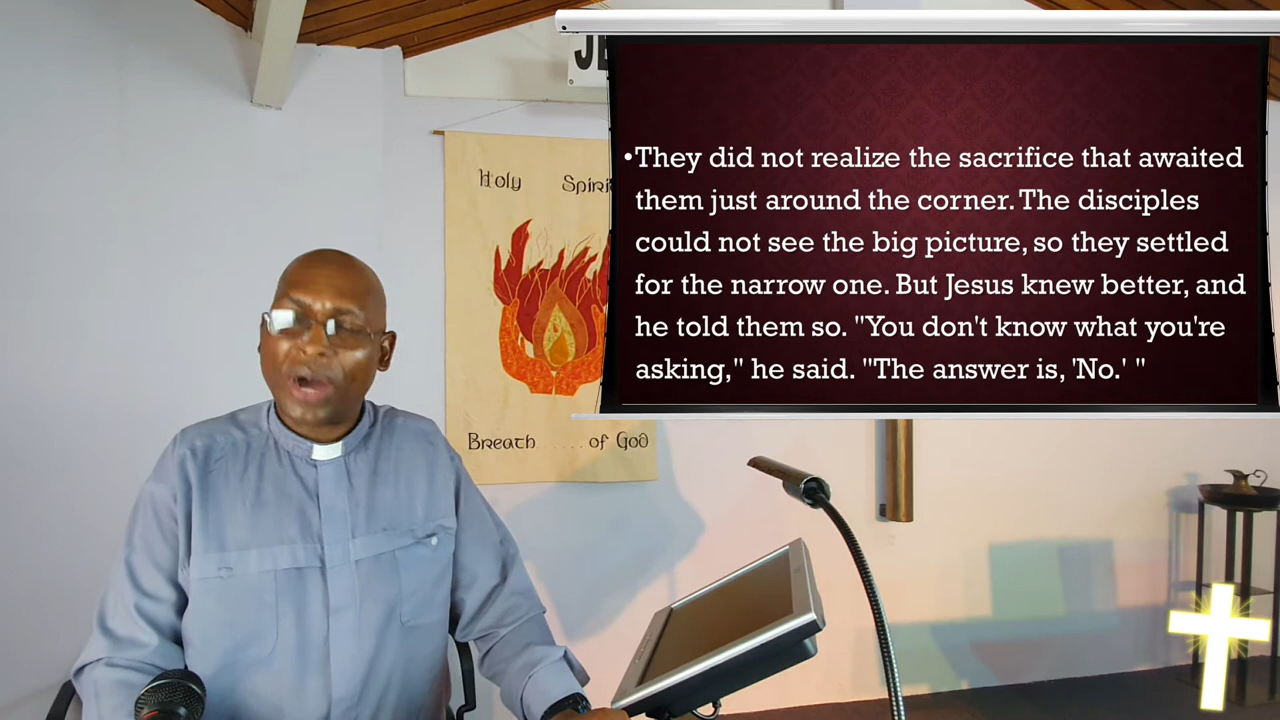 Holy Spiri
Breath .... of God
•They did not realize the sacrifice that awaited
them just around the corner. The disciples
could not see the big picture, so they settled
for the narrow one. But Jesus knew better, and
he told them so. "You don't know what you're
asking," he said. "The answer is, 'No.' "